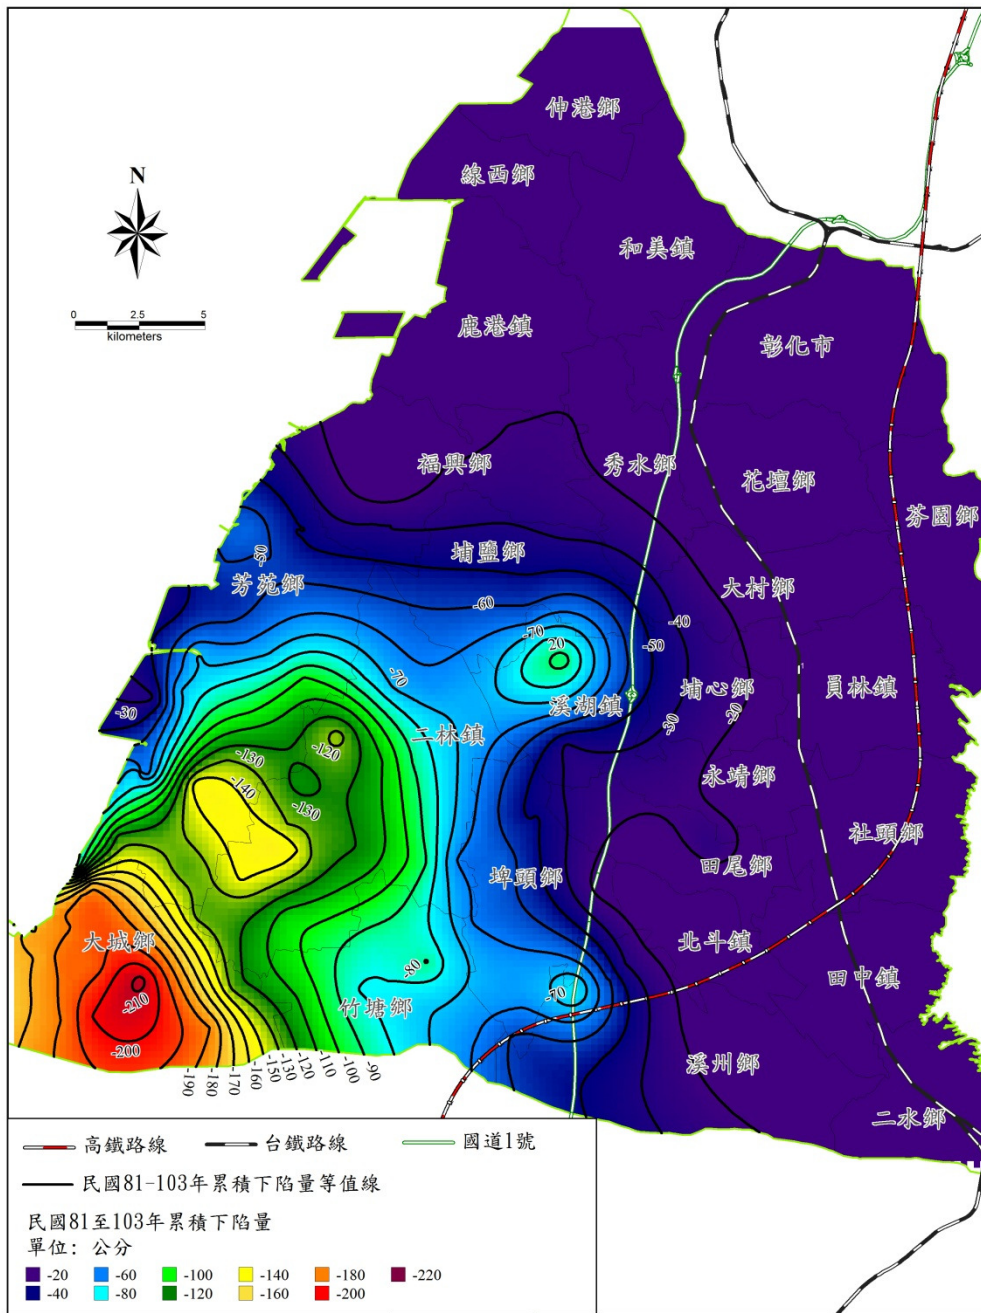 伸港鄉
線西鄉
N
和美鎮
0 2.5 5
kilometers
鹿港鎮
彰化市
福興鄉
秀水鄉
花壇鄉
芬園鄉
埔鹽鄉
-50
芳苑鄉
大村鄉
-60
-40
-70
20
-50
-70
埔心鄉
員林鎮
溪湖鎮
-30
-20
-30
二林鎮
-120
-130
永靖鄉
-140
-130
社頭鄉
田尾鄉
埤頭鄉
大城鄉
北斗鎮
-80
田中鎮
-70
-210
竹塘鄉
-200
溪州鄉
-190
-180
-170
-160
-150
-130
-120
-110
-100
-90
二水鄉
高鐵路線 台鐵路線 國道1號
民國81-103年累積下陷量等值線
民國81至103年累積下陷量
單位: 公分
-20 -60 -100 -140 -180 -220
-40 -80 -120 -160 -200